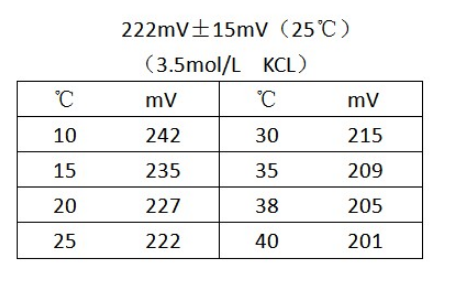 222mV±15mV（25℃）
（3.5mol/L KCL）
℃ mV ℃ mV
10 242 30 215
15 235 35 209
20 227 38 205
25 222 40 201